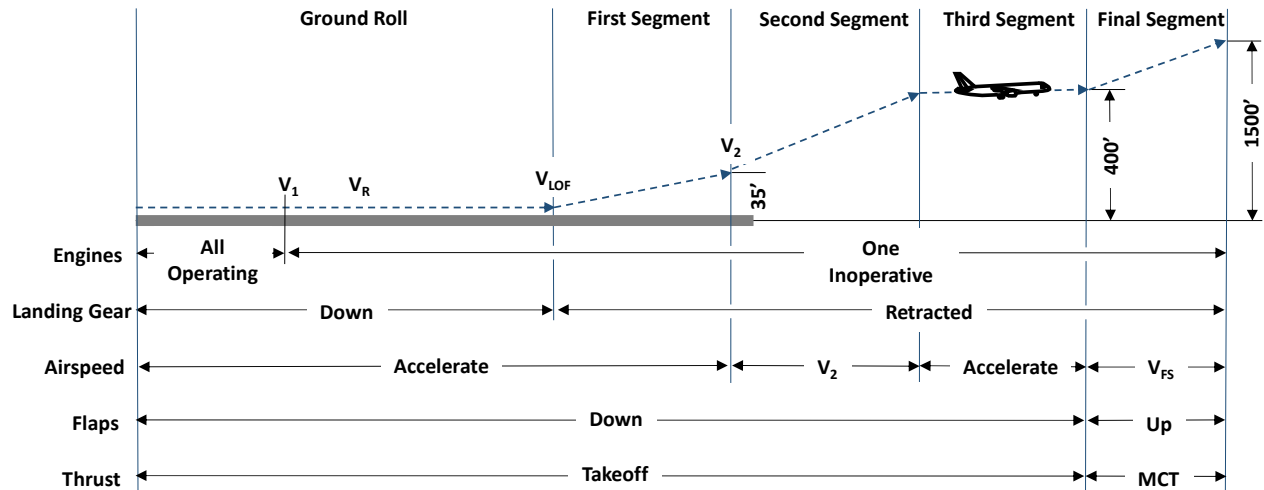 Ground Roll
First Segment
Second Segment
Third Segment
Final Segment
1500’
400’
V2
35’
V1
VR
VLOF
Engines
All
Operating
One
Inoperative
Landing Gear
Down
Retracted
Airspeed
Accelerate
V2
Accelerate
VFS
Flaps
Down
Up
Thrust
Takeoff
MCT